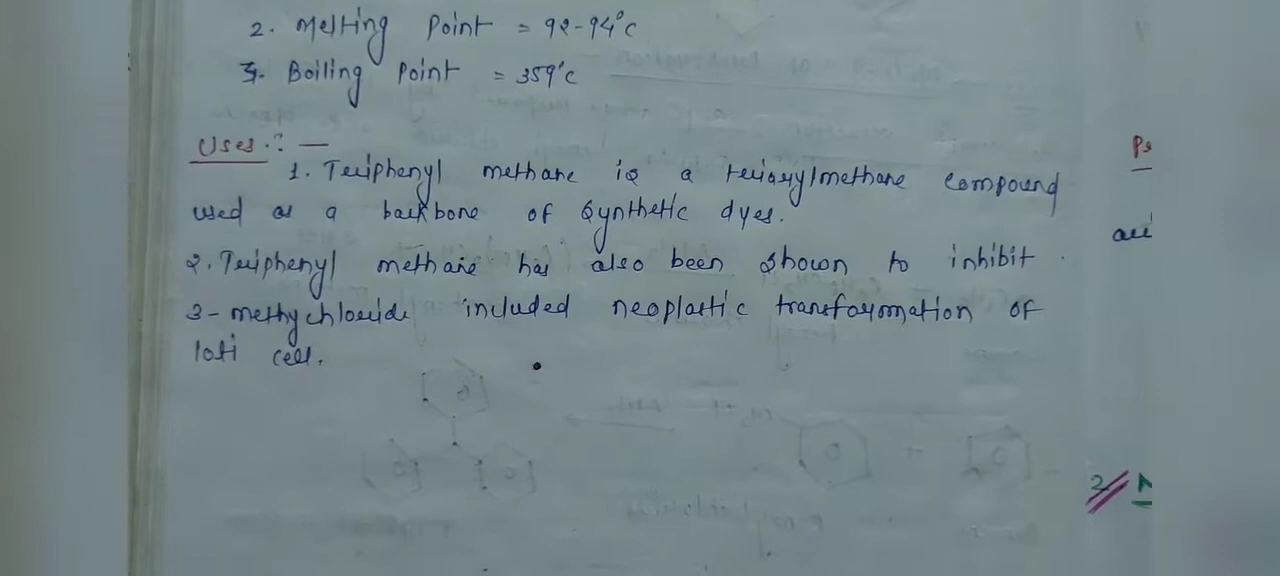 2. Melting Point = 92-94°c
3. Boiling Point = 359°c
Uses :-
1. Triphenyl methane is a triarylmethane compound
used as a backbone of synthetic dyes.
2. Triphenyl methane has also been shown to inhibit
3- methychloride included neoplastic transformation of
loti cell.
2 //